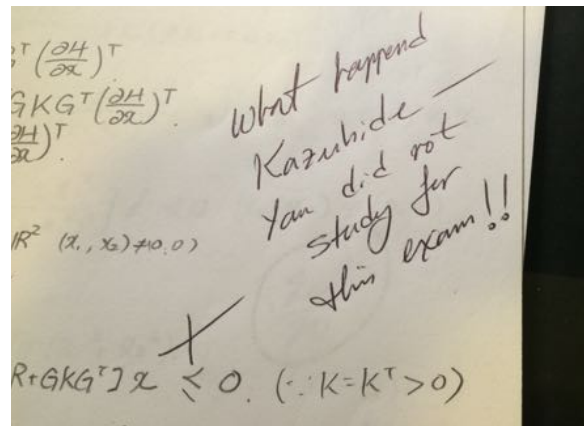 ᵀ(∂H/∂x)ᵀ
GKGᵀ(∂H/∂x)ᵀ.
∂H/∂x)ᵀ.
What happend
Kazuhide —
You did not
study for
this exam!!
ℝ² (x₁, x₂)≠(0,0)
R+GKGᵀ]x ≤ 0. (∵K=Kᵀ>0)